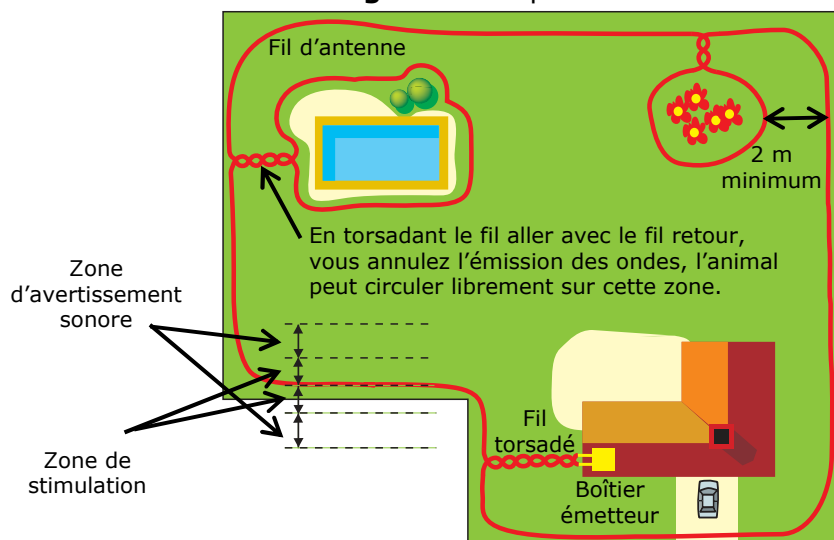 Fil d’antenne
2 m
minimum
En torsadant le fil aller avec le fil retour,
vous annulez l’émission des ondes, l’animal
peut circuler librement sur cette zone.
Zone
d’avertissement
sonore
Zone de
stimulation
Fil
torsadé
Boîtier
émetteur